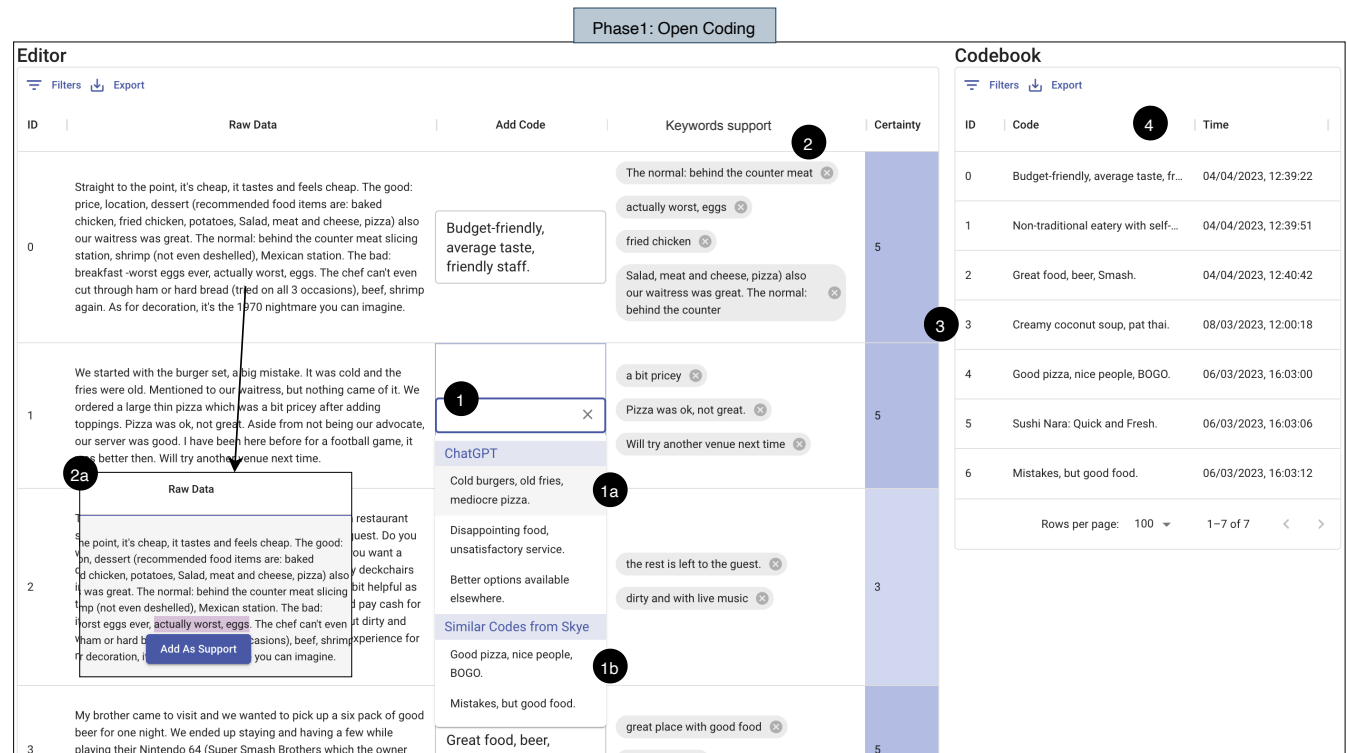 Phase1: Open Coding
Editor
Filters Export
ID Raw Data Add Code Keywords support Certainty
2
0
Straight to the point, it's cheap, it tastes and feels cheap. The good:
price, location, dessert (recommended food items are: baked
chicken, fried chicken, potatoes, Salad, meat and cheese, pizza) also
our waitress was great. The normal: behind the counter meat slicing
station, shrimp (not even deshelled), Mexican station. The bad:
breakfast -worst eggs ever, actually worst, eggs. The chef can't even
cut through ham or hard bread (tried on all 3 occasions), beef, shrimp
again. As for decoration, it's the 1970 nightmare you can imagine.
Budget-friendly,
average taste,
friendly staff.
The normal: behind the counter meat
actually worst, eggs
fried chicken
Salad, meat and cheese, pizza) also
our waitress was great. The normal:
behind the counter
5
1
We started with the burger set, a big mistake. It was cold and the
fries were old. Mentioned to our waitress, but nothing came of it. We
ordered a large thin pizza which was a bit pricey after adding
toppings. Pizza was ok, not great. Aside from not being our advocate,
our server was good. I have been here before for a football game, it
better then. Will try another venue next time.
1
ChatGPT
Cold burgers, old fries,
mediocre pizza.
1a
Disappointing food,
unsatisfactory service.
Better options available
elsewhere.
Similar Codes from Skye
Good pizza, nice people,
BOGO.
1b
Mistakes, but good food.
a bit pricey
Pizza was ok, not great.
Will try another venue next time
5
2a
Raw Data
he point, it's cheap, it tastes and feels cheap. The good:
on, dessert (recommended food items are: baked
d chicken, potatoes, Salad, meat and cheese, pizza) also
was great. The normal: behind the counter meat slicing
mp (not even deshelled), Mexican station. The bad:
orst eggs ever, actually worst, eggs. The chef can't even
ham or hard b casions), beef, shrimp
r decoration, i you can imagine.
Add As Support
2
restaurant
uest. Do you
ou want a
y deckchairs
bit helpful as
d pay cash for
ut dirty and
xperience for
the rest is left to the guest.
dirty and with live music
3
3
My brother came to visit and we wanted to pick up a six pack of good
beer for one night. We ended up staying and having a few while
playing their Nintendo 64 (Super Smash Brothers which the owner
Great food, beer,
great place with good food
5
Codebook
Filters Export
ID Code 4 Time
0 Budget-friendly, average taste, fr... 04/04/2023, 12:39:22
1 Non-traditional eatery with self-... 04/04/2023, 12:39:51
2 Great food, beer, Smash. 04/04/2023, 12:40:42
3
3 Creamy coconut soup, pat thai. 08/03/2023, 12:00:18
4 Good pizza, nice people, BOGO. 06/03/2023, 16:03:00
5 Sushi Nara: Quick and Fresh. 06/03/2023, 16:03:06
6 Mistakes, but good food. 06/03/2023, 16:03:12
Rows per page: 100 1–7 of 7